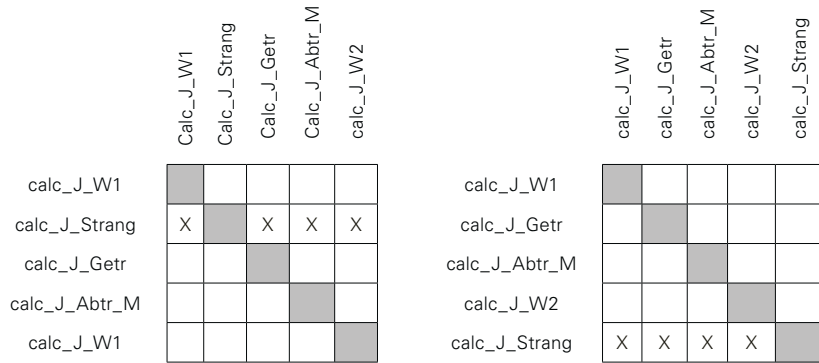 Calc_J_W1
Calc_J_Strang
Calc_J_Getr
Calc_J_Abtr_M
calc_J_W2
calc_J_W1
calc_J_Strang X X X X
calc_J_Getr
calc_J_Abtr_M
calc_J_W1
calc_J_W1
calc_J_Getr
calc_J_Abtr_M
calc_J_W2
calc_J_Strang
calc_J_W1
calc_J_Getr
calc_J_Abtr_M
calc_J_W2
calc_J_Strang X X X X